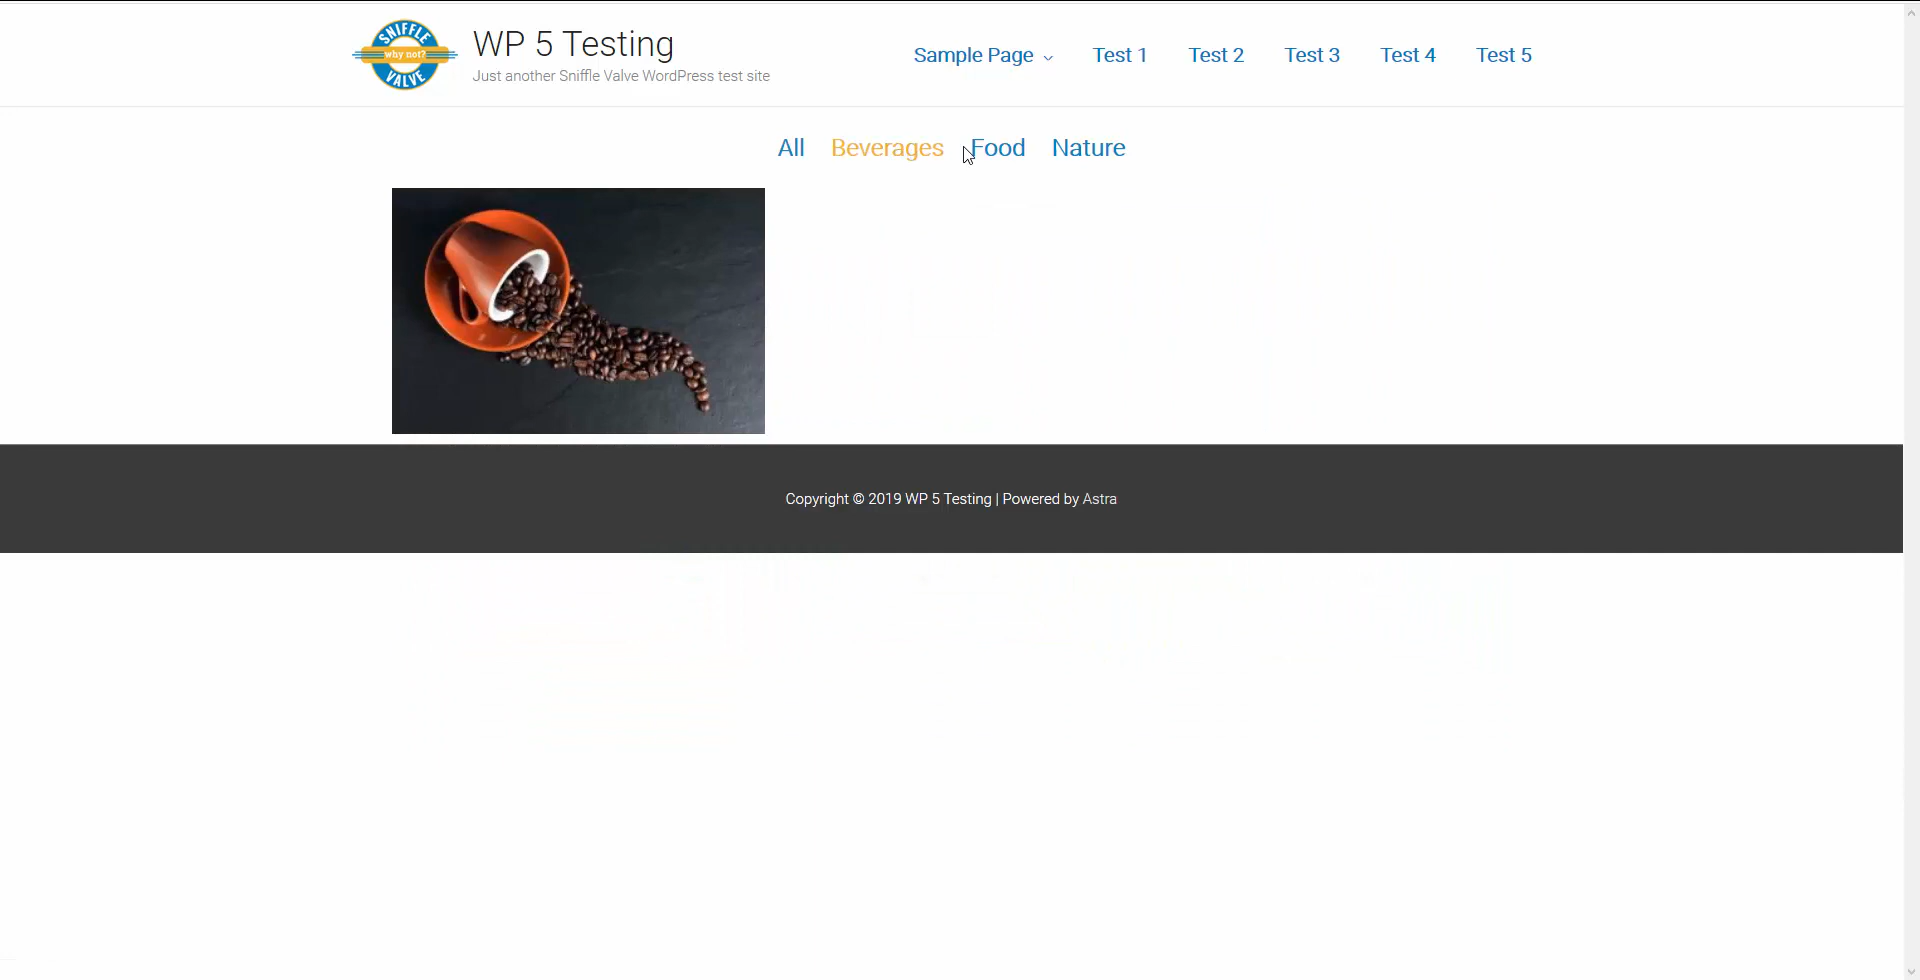 SNIFFLE
why not?
VALVE
WP 5 Testing
Just another Sniffle Valve WordPress test site
Sample Page
Test 1
Test 2
Test 3
Test 4
Test 5
All
Beverages
Food
Nature
Copyright © 2019 WP 5 Testing | Powered by Astra